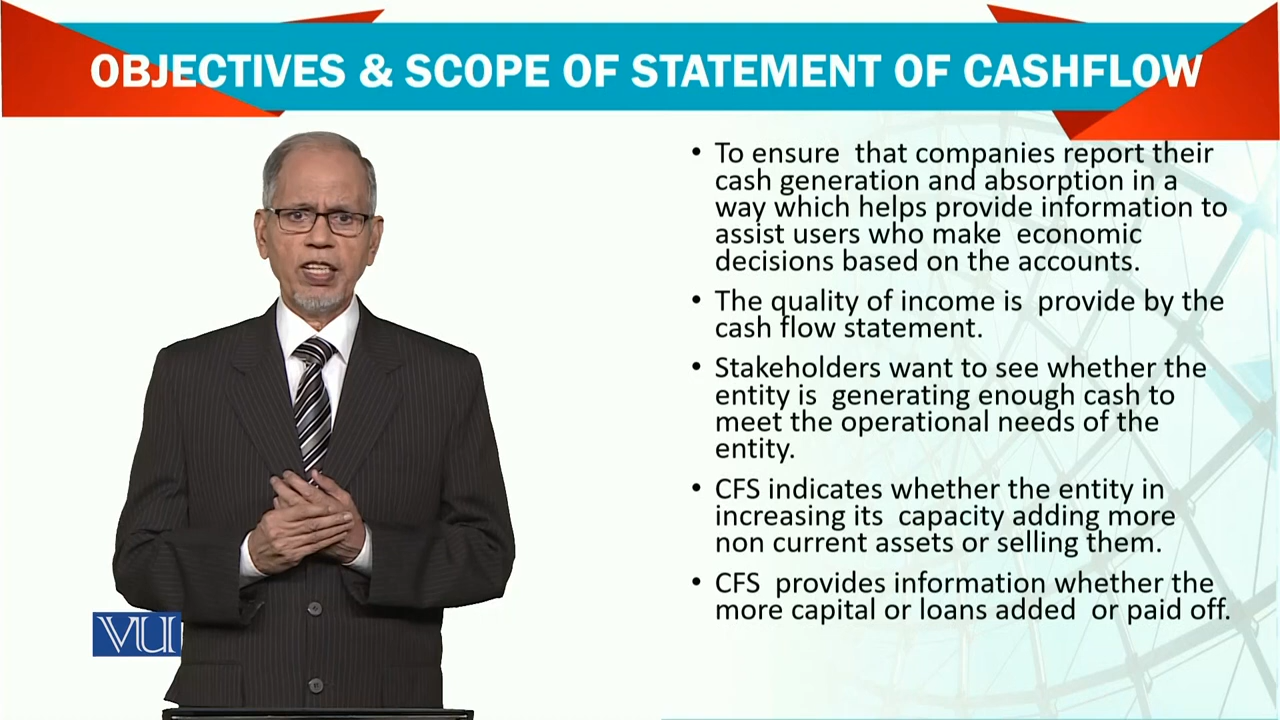 OBJECTIVES & SCOPE OF STATEMENT OF CASHFLOW
• To ensure that companies report their
cash generation and absorption in a
way which helps provide information to
assist users who make economic
decisions based on the accounts.
• The quality of income is provide by the
cash flow statement.
• Stakeholders want to see whether the
entity is generating enough cash to
meet the operational needs of the
entity.
• CFS indicates whether the entity in
increasing its capacity adding more
non current assets or selling them.
• CFS provides information whether the
more capital or loans added or paid off.
VU